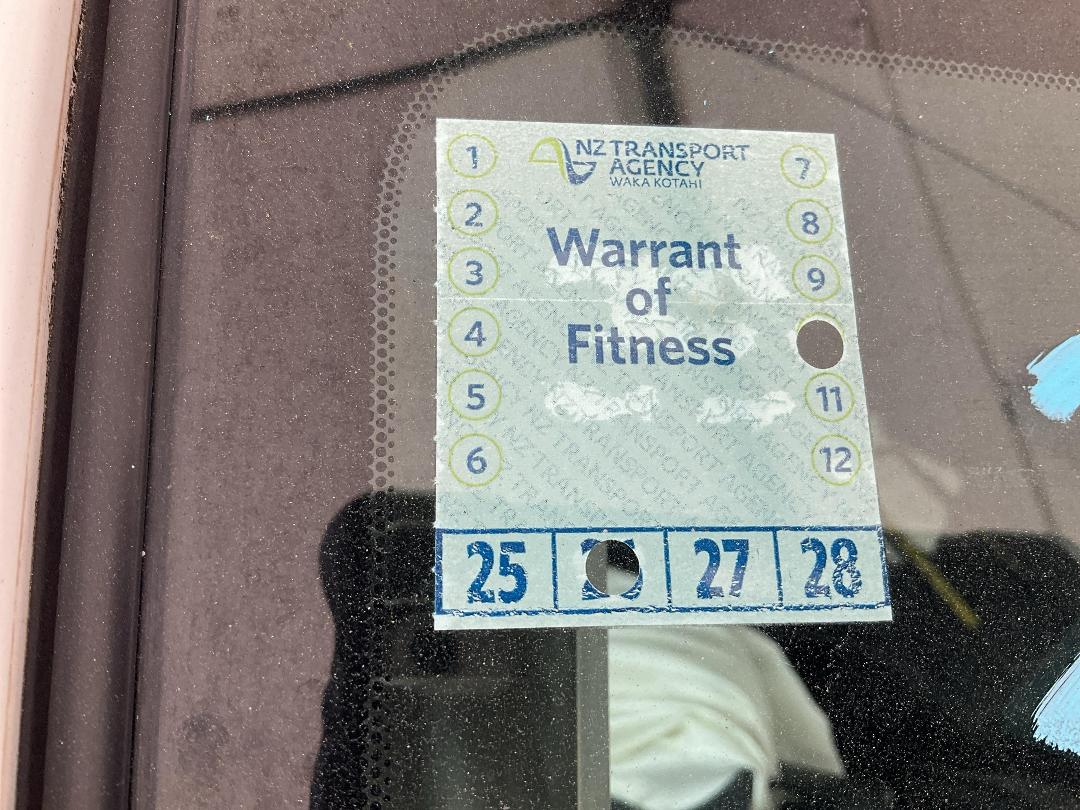 NZ TRANSPORT
AGENCY
WAKA KOTAHI
1
2
3
4
5
6
7
8
9
11
12
Warrant
of
Fitness
25
27
28